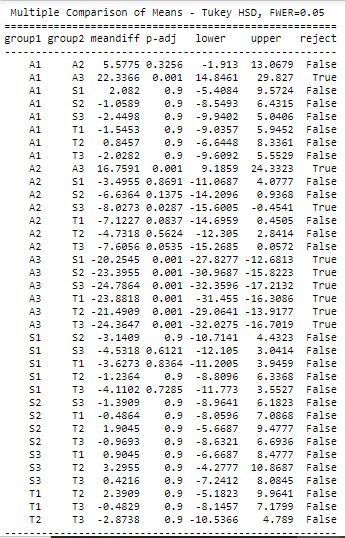 Multiple Comparison of Means - Tukey HSD, FWER=0.05
====================================================
group1 group2 meandiff p-adj lower upper reject
----------------------------------------------------
A1 A2 5.5775 0.3256 -1.913 13.0679 False
A1 A3 22.3366 0.001 14.8461 29.827 True
A1 S1 2.082 0.9 -5.4084 9.5724 False
A1 S2 -1.0589 0.9 -8.5493 6.4315 False
A1 S3 -2.4498 0.9 -9.9402 5.0406 False
A1 T1 -1.5453 0.9 -9.0357 5.9452 False
A1 T2 0.8457 0.9 -6.6448 8.3361 False
A1 T3 -2.0282 0.9 -9.6092 5.5529 False
A2 A3 16.7591 0.001 9.1859 24.3323 True
A2 S1 -3.4955 0.8691 -11.0687 4.0777 False
A2 S2 -6.6364 0.1375 -14.2096 0.9368 False
A2 S3 -8.0273 0.0287 -15.6005 -0.4541 True
A2 T1 -7.1227 0.0837 -14.6959 0.4505 False
A2 T2 -4.7318 0.5624 -12.305 2.8414 False
A2 T3 -7.6056 0.0535 -15.2685 0.0572 False
A3 S1 -20.2545 0.001 -27.8277 -12.6813 True
A3 S2 -23.3955 0.001 -30.9687 -15.8223 True
A3 S3 -24.7864 0.001 -32.3596 -17.2132 True
A3 T1 -23.8818 0.001 -31.455 -16.3086 True
A3 T2 -21.4909 0.001 -29.0641 -13.9177 True
A3 T3 -24.3647 0.001 -32.0275 -16.7019 True
S1 S2 -3.1409 0.9 -10.7141 4.4323 False
S1 S3 -4.5318 0.6121 -12.105 3.0414 False
S1 T1 -3.6273 0.8364 -11.2005 3.9459 False
S1 T2 -1.2364 0.9 -8.8096 6.3368 False
S1 T3 -4.1102 0.7285 -11.773 3.5527 False
S2 S3 -1.3909 0.9 -8.9641 6.1823 False
S2 T1 -0.4864 0.9 -8.0596 7.0868 False
S2 T2 1.9045 0.9 -5.6687 9.4777 False
S2 T3 -0.9693 0.9 -8.6321 6.6936 False
S3 T1 0.9045 0.9 -6.6687 8.4777 False
S3 T2 3.2955 0.9 -4.2777 10.8687 False
S3 T3 0.4216 0.9 -7.2412 8.0845 False
T1 T2 2.3909 0.9 -5.1823 9.9641 False
T1 T3 -0.4829 0.9 -8.1457 7.1799 False
T2 T3 -2.8738 0.9 -10.5366 4.789 False
----------------------------------------------------